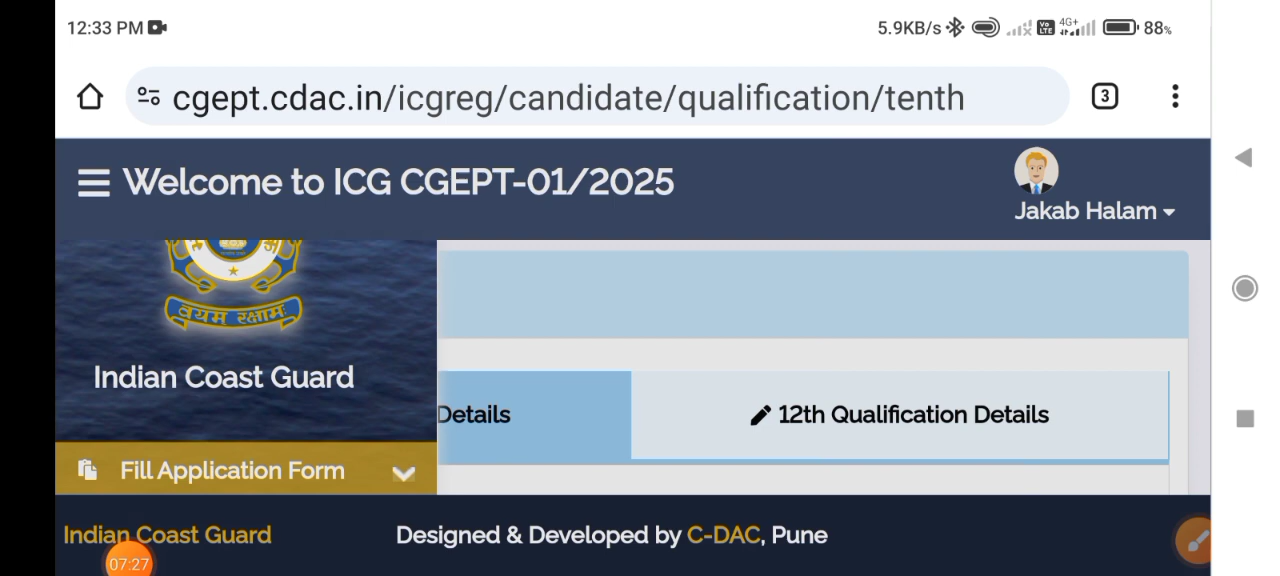 12:33 PM
5.9KB/s 4G+ 88%
cgept.cdac.in/icgreg/candidate/qualification/tenth
3
Welcome to ICG CGEPT-01/2025
Jakab Halam
वयम रक्षामः
Indian Coast Guard
Details
12th Qualification Details
Fill Application Form
Indian Coast Guard
Designed & Developed by C-DAC, Pune
07:27